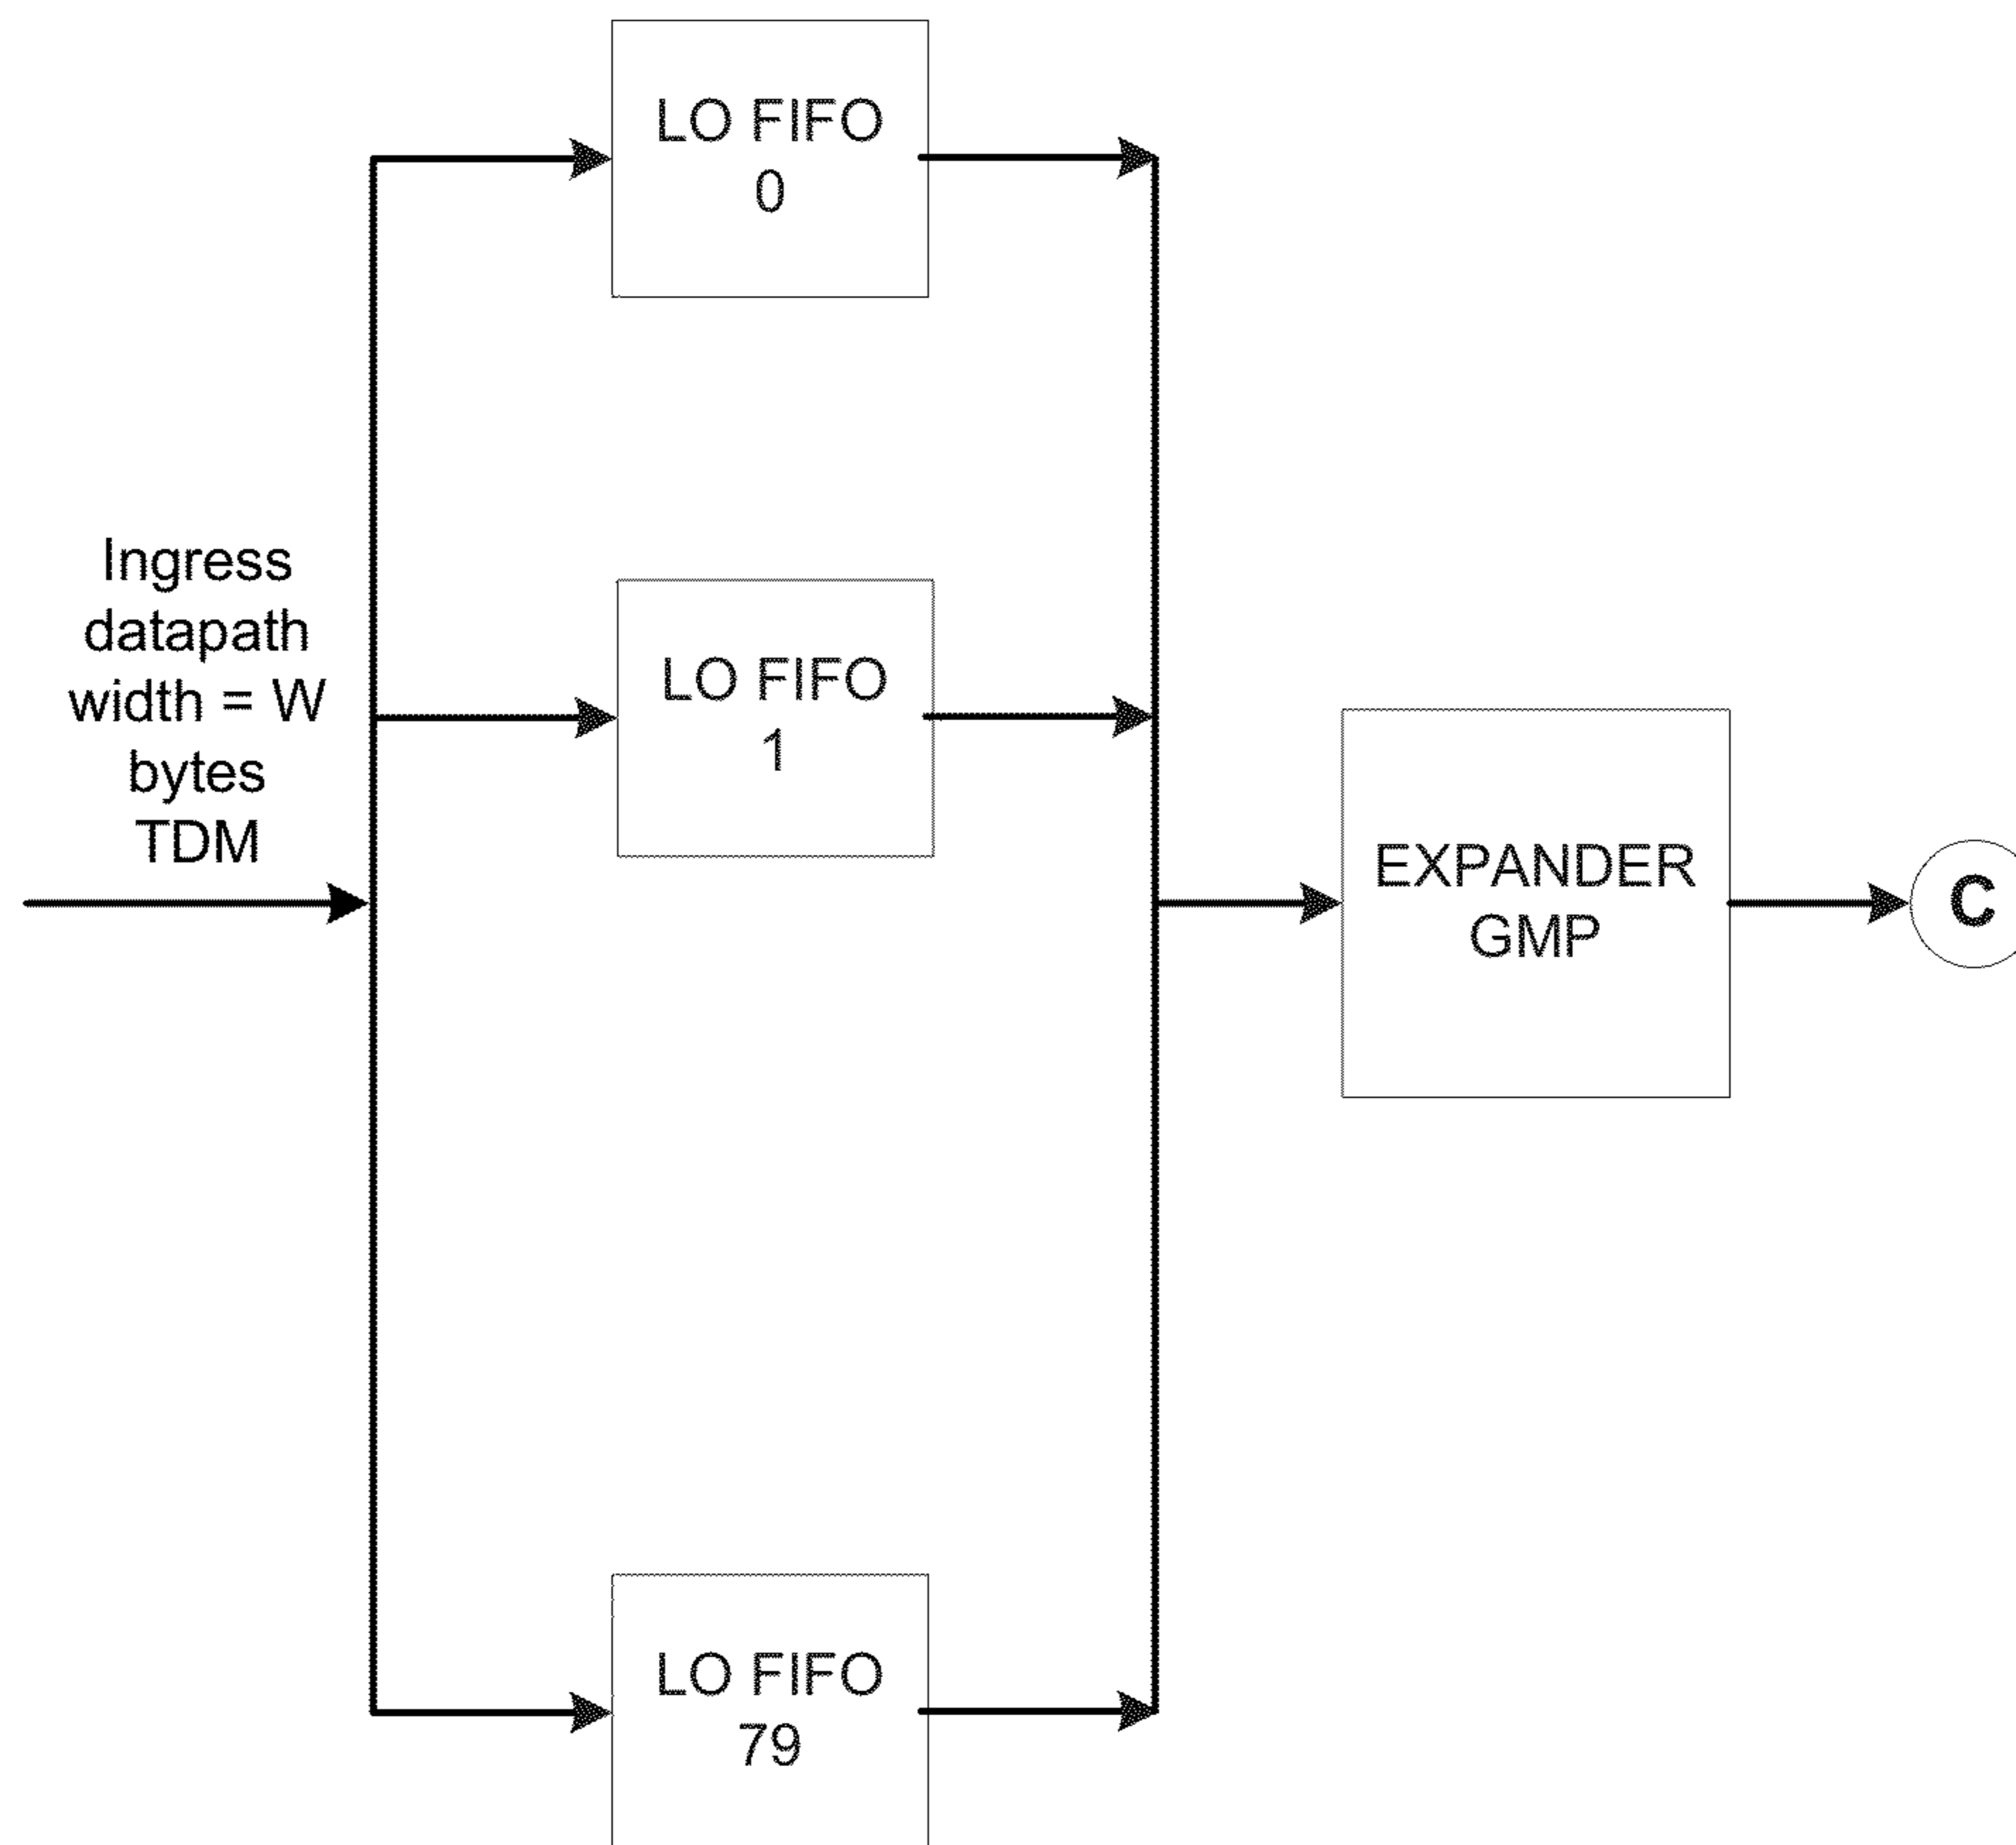 LO FIFO
0
Ingress
datapath
width = W
bytes
TDM
LO FIFO
1
EXPANDER
GMP
C
LO FIFO
79